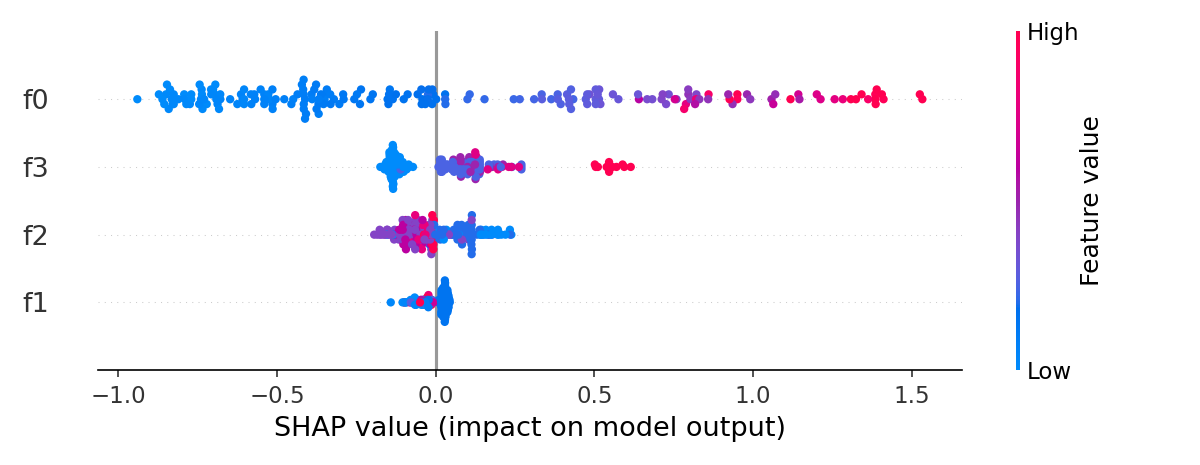 High
f0
f3
f2
f1
Feature value
Low
−1.0 −0.5 0.0 0.5 1.0 1.5
SHAP value (impact on model output)